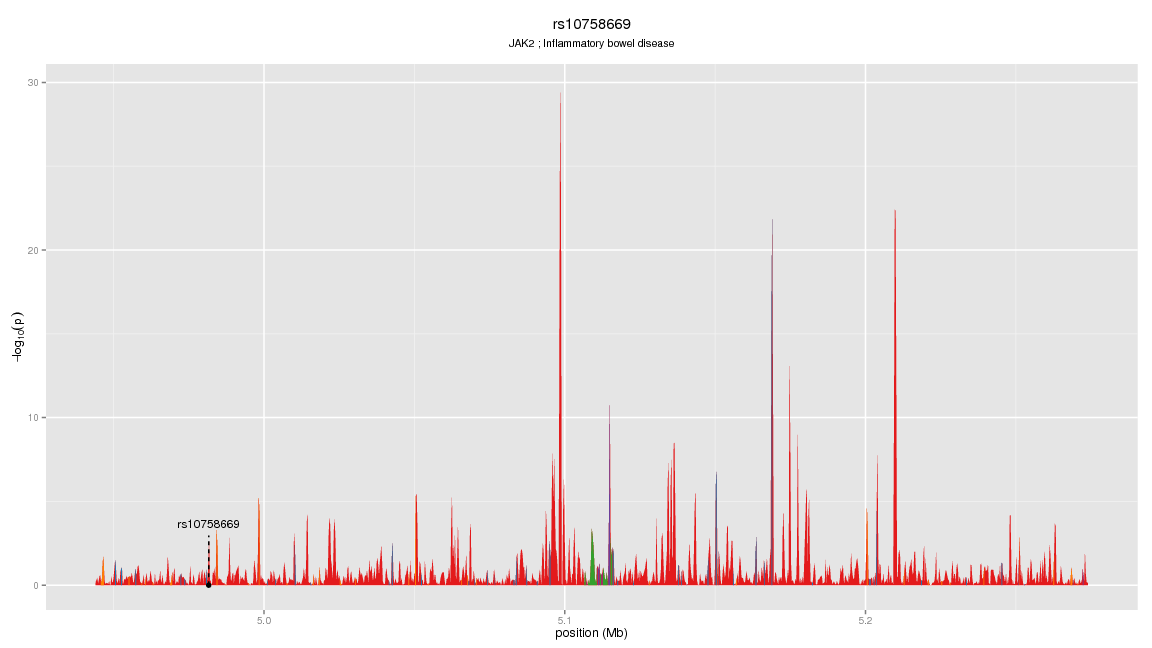 rs10758669
JAK2 ; Inflammatory bowel disease
30
20
10
0
−log10(p)
rs10758669
5.0
5.1
5.2
position (Mb)